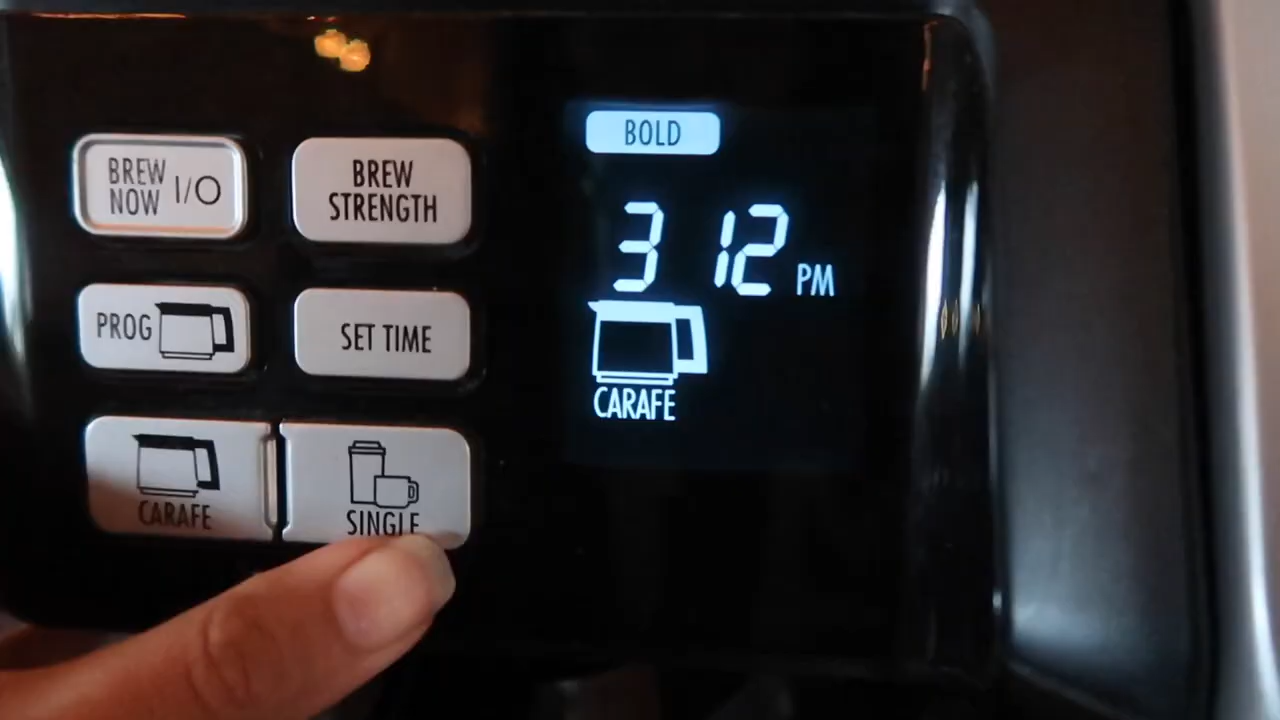 BREW
NOW I/O
BREW
STRENGTH
PROG
SET TIME
CARAFE
SINGLE
BOLD
3 12 PM
CARAFE